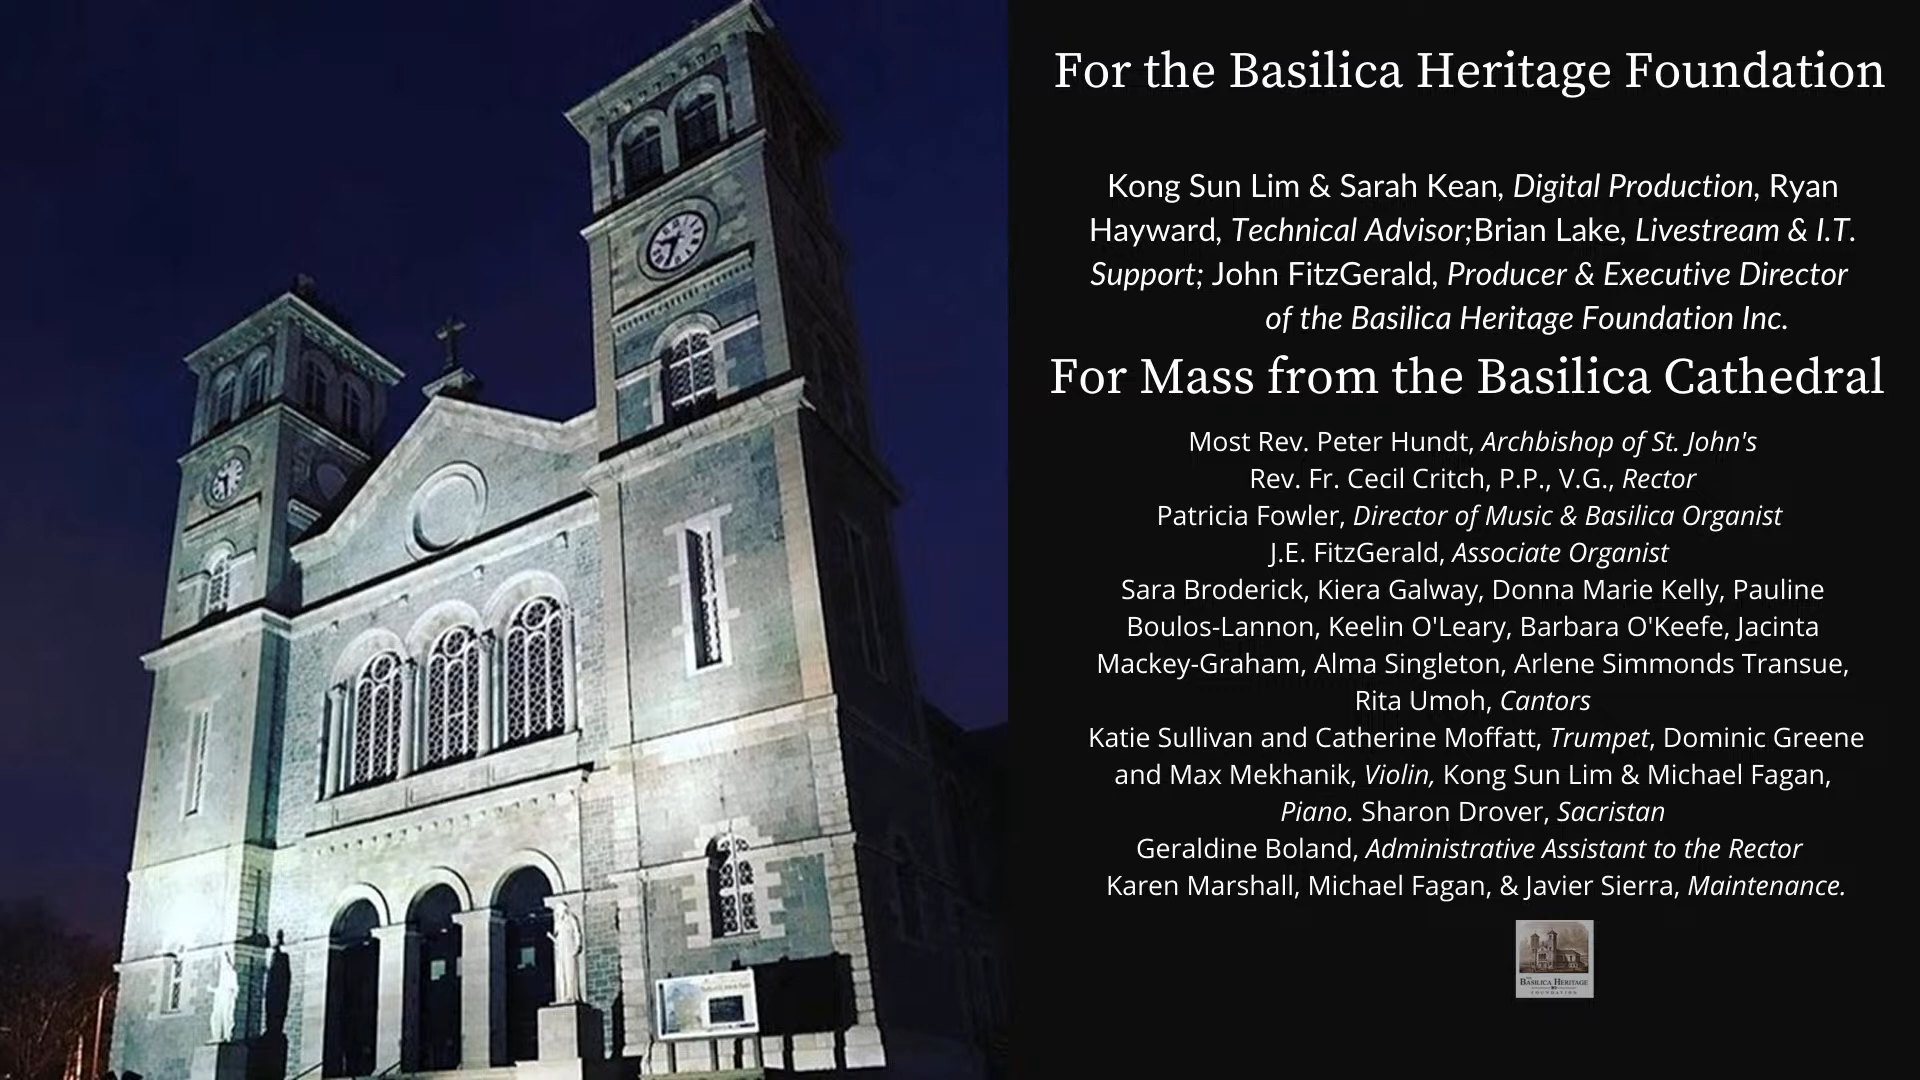 For the Basilica Heritage Foundation
Kong Sun Lim & Sarah Kean, Digital Production, Ryan
Hayward, Technical Advisor;Brian Lake, Livestream & I.T.
Support; John FitzGerald, Producer & Executive Director
of the Basilica Heritage Foundation Inc.
For Mass from the Basilica Cathedral
Most Rev. Peter Hundt, Archbishop of St. John's
Rev. Fr. Cecil Critch, P.P., V.G., Rector
Patricia Fowler, Director of Music & Basilica Organist
J.E. FitzGerald, Associate Organist
Sara Broderick, Kiera Galway, Donna Marie Kelly, Pauline
Boulos-Lannon, Keelin O'Leary, Barbara O'Keefe, Jacinta
Mackey-Graham, Alma Singleton, Arlene Simmonds Transue,
Rita Umoh, Cantors
Katie Sullivan and Catherine Moffatt, Trumpet, Dominic Greene
and Max Mekhanik, Violin, Kong Sun Lim & Michael Fagan,
Piano. Sharon Drover, Sacristan
Geraldine Boland, Administrative Assistant to the Rector
Karen Marshall, Michael Fagan, & Javier Sierra, Maintenance.
BASILICA HERITAGE
FOUNDATION